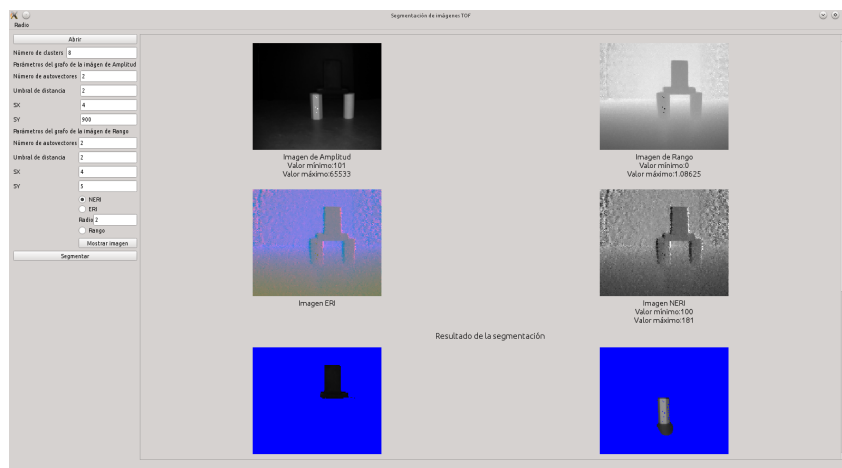 Segmentación de imágenes TOF
Radio
Abrir
Número de clusters 8
Parámetros del grafo de la imágen de Amplitud
Número de autovectores 2
Umbral de distancia 2
SX 4
SY 900
Parámetros del grafo de la imágen de Rango
Número de autovectores 2
Umbral de distancia 2
SX 4
SY 5
NERI
ERI
Radio 2
Rango
Mostrar imagen
Segmentar
Imagen de Amplitud
Valor mínimo:101
Valor máximo:65533
Imagen de Rango
Valor mínimo:0
Valor máximo:1.08625
Imagen ERI
Imagen NERI
Valor mínimo:100
Valor máximo:181
Resultado de la segmentación